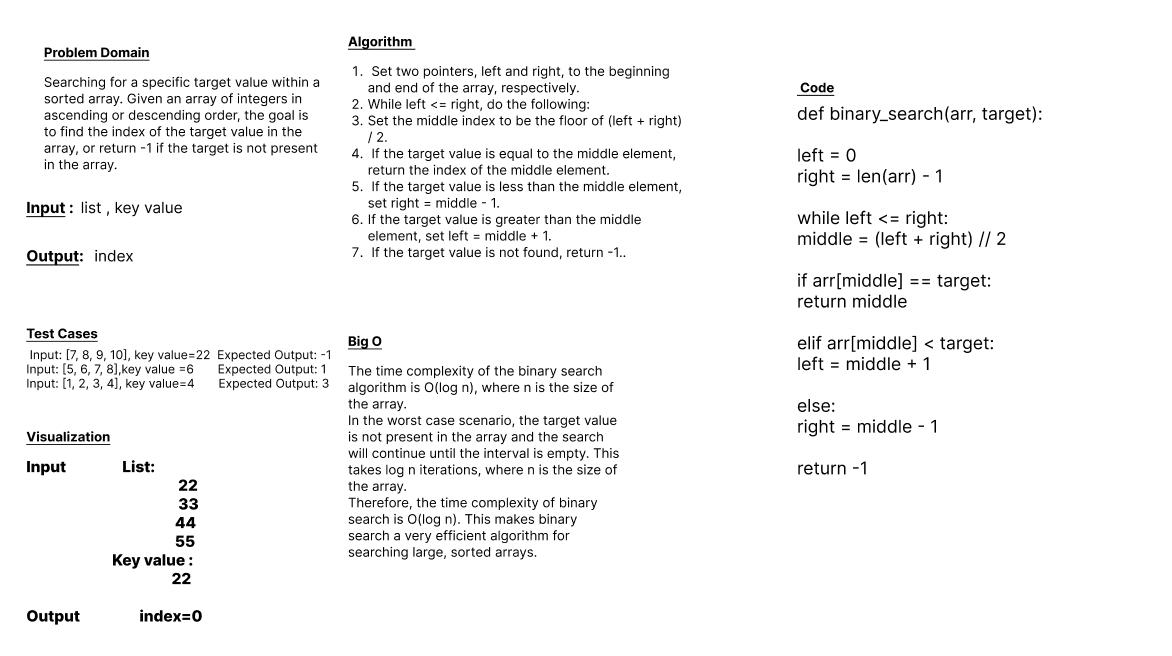 Problem Domain
Searching for a specific target value within a
sorted array. Given an array of integers in
ascending or descending order, the goal is
to find the index of the target value in the
array, or return -1 if the target is not present
in the array.
Input : list , key value
Output: index
Test Cases
Input: [7, 8, 9, 10], key value=22 Expected Output: -1
Input: [5, 6, 7, 8],key value =6 Expected Output: 1
Input: [1, 2, 3, 4], key value=4 Expected Output: 3
Visualization
Input List:
22
33
44
55
Key value :
22
Output index=0
Algorithm
1. Set two pointers, left and right, to the beginning
and end of the array, respectively.
2. While left <= right, do the following:
3. Set the middle index to be the floor of (left + right)
/ 2.
4. If the target value is equal to the middle element,
return the index of the middle element.
5. If the target value is less than the middle element,
set right = middle - 1.
6. If the target value is greater than the middle
element, set left = middle + 1.
7. If the target value is not found, return -1..
Big O
The time complexity of the binary search
algorithm is O(log n), where n is the size of
the array.
In the worst case scenario, the target value
is not present in the array and the search
will continue until the interval is empty. This
takes log n iterations, where n is the size of
the array.
Therefore, the time complexity of binary
search is O(log n). This makes binary
search a very efficient algorithm for
searching large, sorted arrays.
Code
def binary_search(arr, target):
left = 0
right = len(arr) - 1
while left <= right:
middle = (left + right) // 2
if arr[middle] == target:
return middle
elif arr[middle] < target:
left = middle + 1
else:
right = middle - 1
return -1